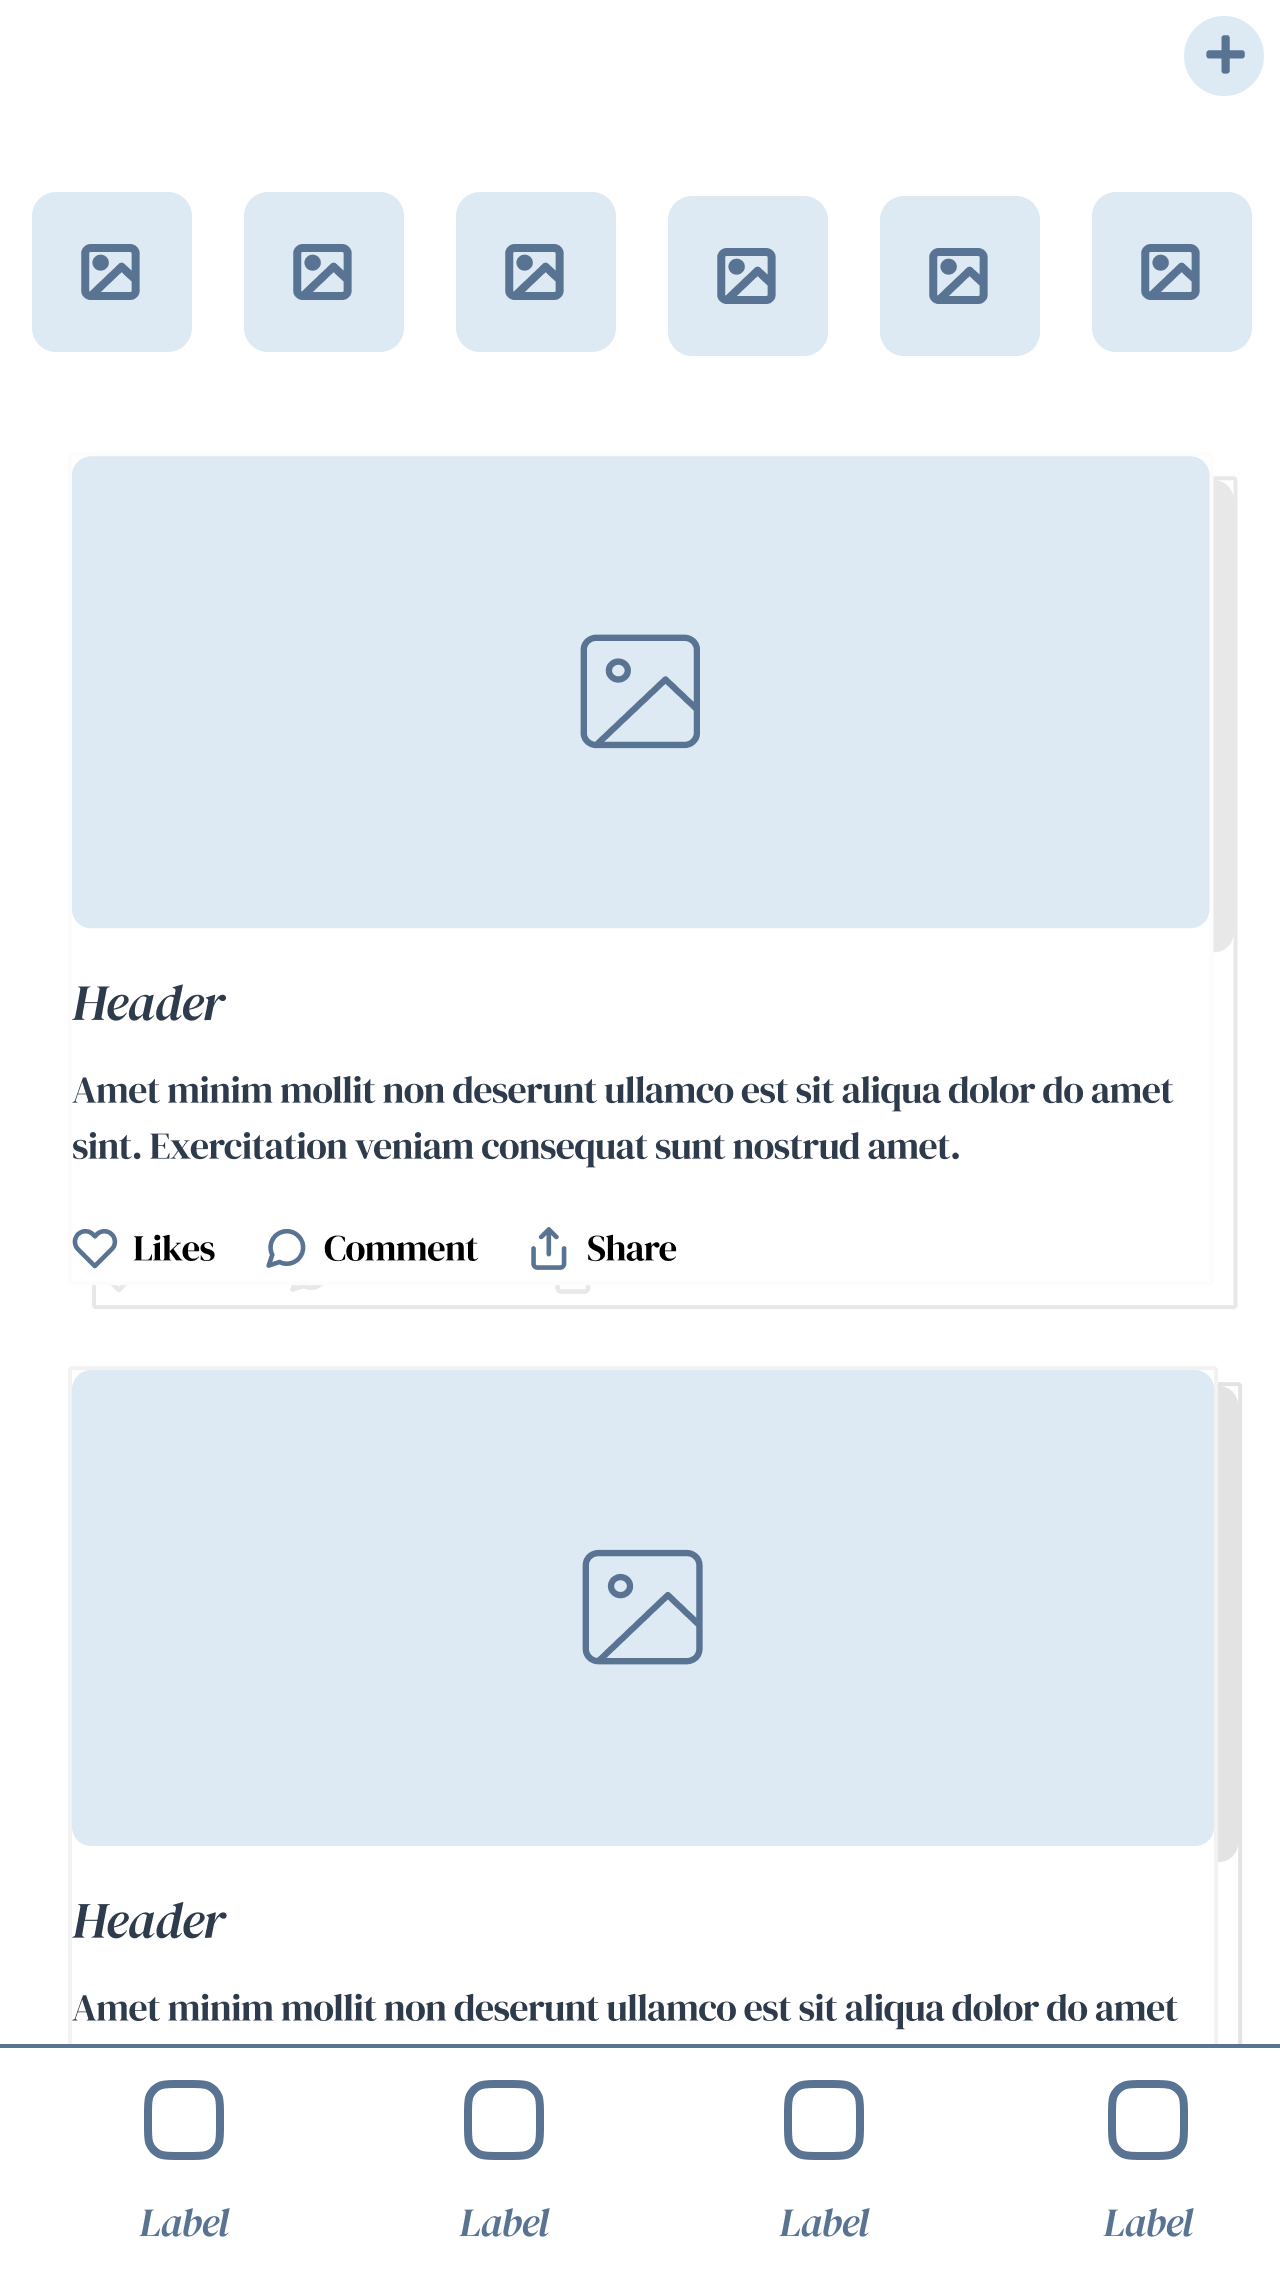 Header
Amet minim mollit non deserunt ullamco est sit aliqua dolor do amet
sint. Exercitation veniam consequat sunt nostrud amet.
Likes Comment Share
Header
Amet minim mollit non deserunt ullamco est sit aliqua dolor do amet
Label Label Label Label